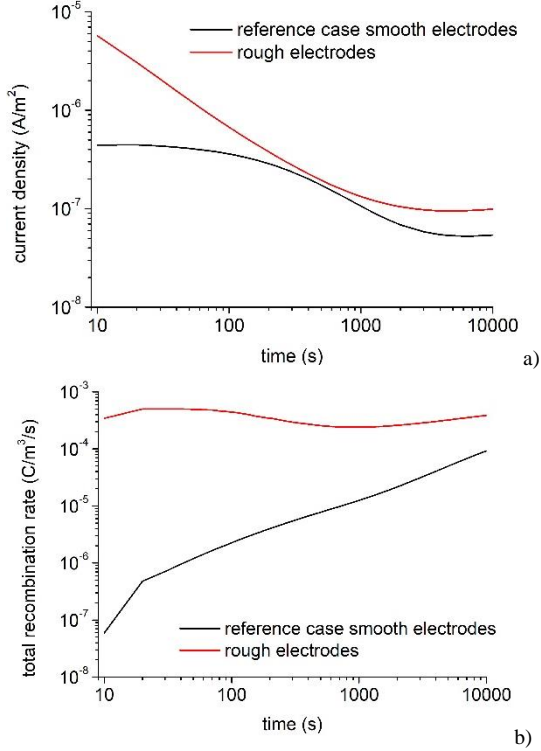 10⁻⁵
reference case smooth electrodes
rough electrodes
10⁻⁶
current density (A/m²)
10⁻⁷
10⁻⁸
10 100 1000 10000
time (s)
a)
10⁻³
10⁻⁴
total recombination rate (C/m³/s)
10⁻⁵
10⁻⁶
10⁻⁷
reference case smooth electrodes
rough electrodes
10⁻⁸
10 100 1000 10000
time (s)
b)